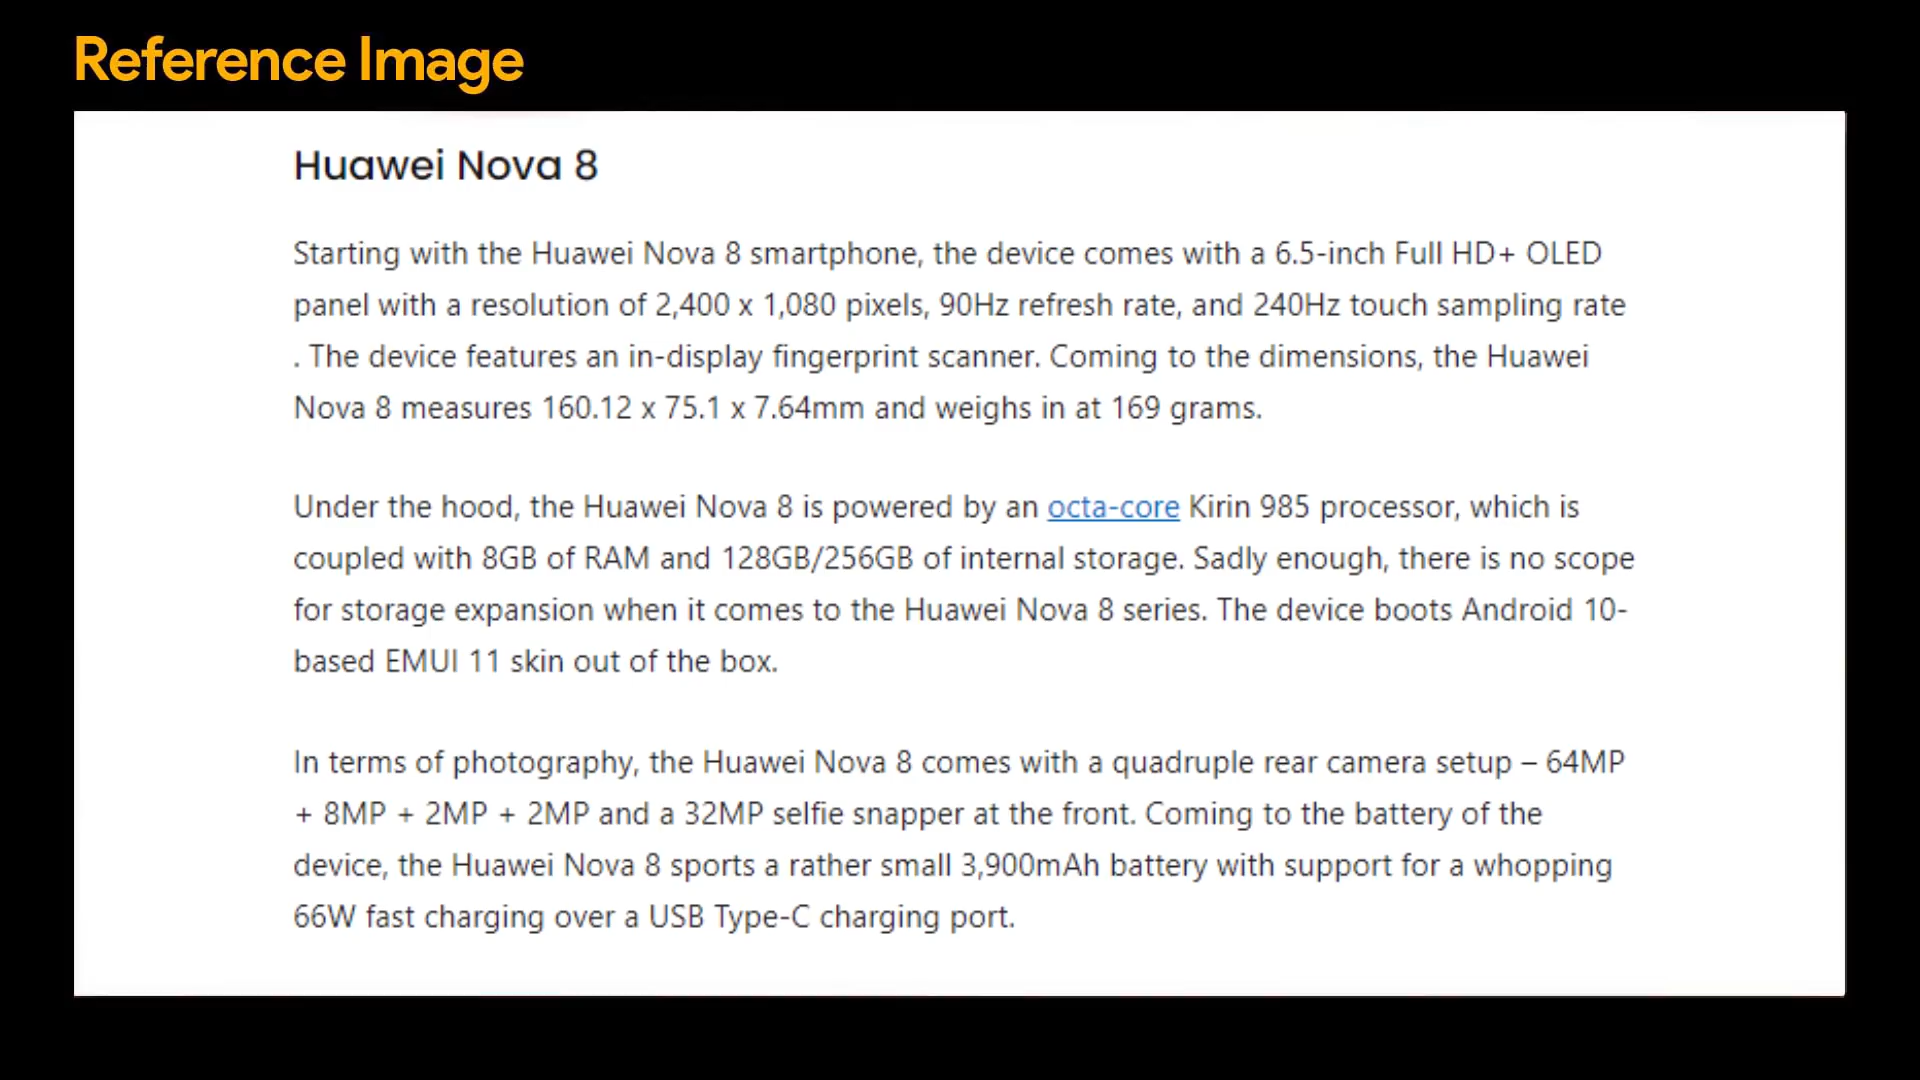 Reference Image
Huawei Nova 8
Starting with the Huawei Nova 8 smartphone, the device comes with a 6.5-inch Full HD+ OLED
panel with a resolution of 2,400 x 1,080 pixels, 90Hz refresh rate, and 240Hz touch sampling rate
. The device features an in-display fingerprint scanner. Coming to the dimensions, the Huawei
Nova 8 measures 160.12 x 75.1 x 7.64mm and weighs in at 169 grams.
Under the hood, the Huawei Nova 8 is powered by an octa-core Kirin 985 processor, which is
coupled with 8GB of RAM and 128GB/256GB of internal storage. Sadly enough, there is no scope
for storage expansion when it comes to the Huawei Nova 8 series. The device boots Android 10-
based EMUI 11 skin out of the box.
In terms of photography, the Huawei Nova 8 comes with a quadruple rear camera setup – 64MP
+ 8MP + 2MP + 2MP and a 32MP selfie snapper at the front. Coming to the battery of the
device, the Huawei Nova 8 sports a rather small 3,900mAh battery with support for a whopping
66W fast charging over a USB Type-C charging port.